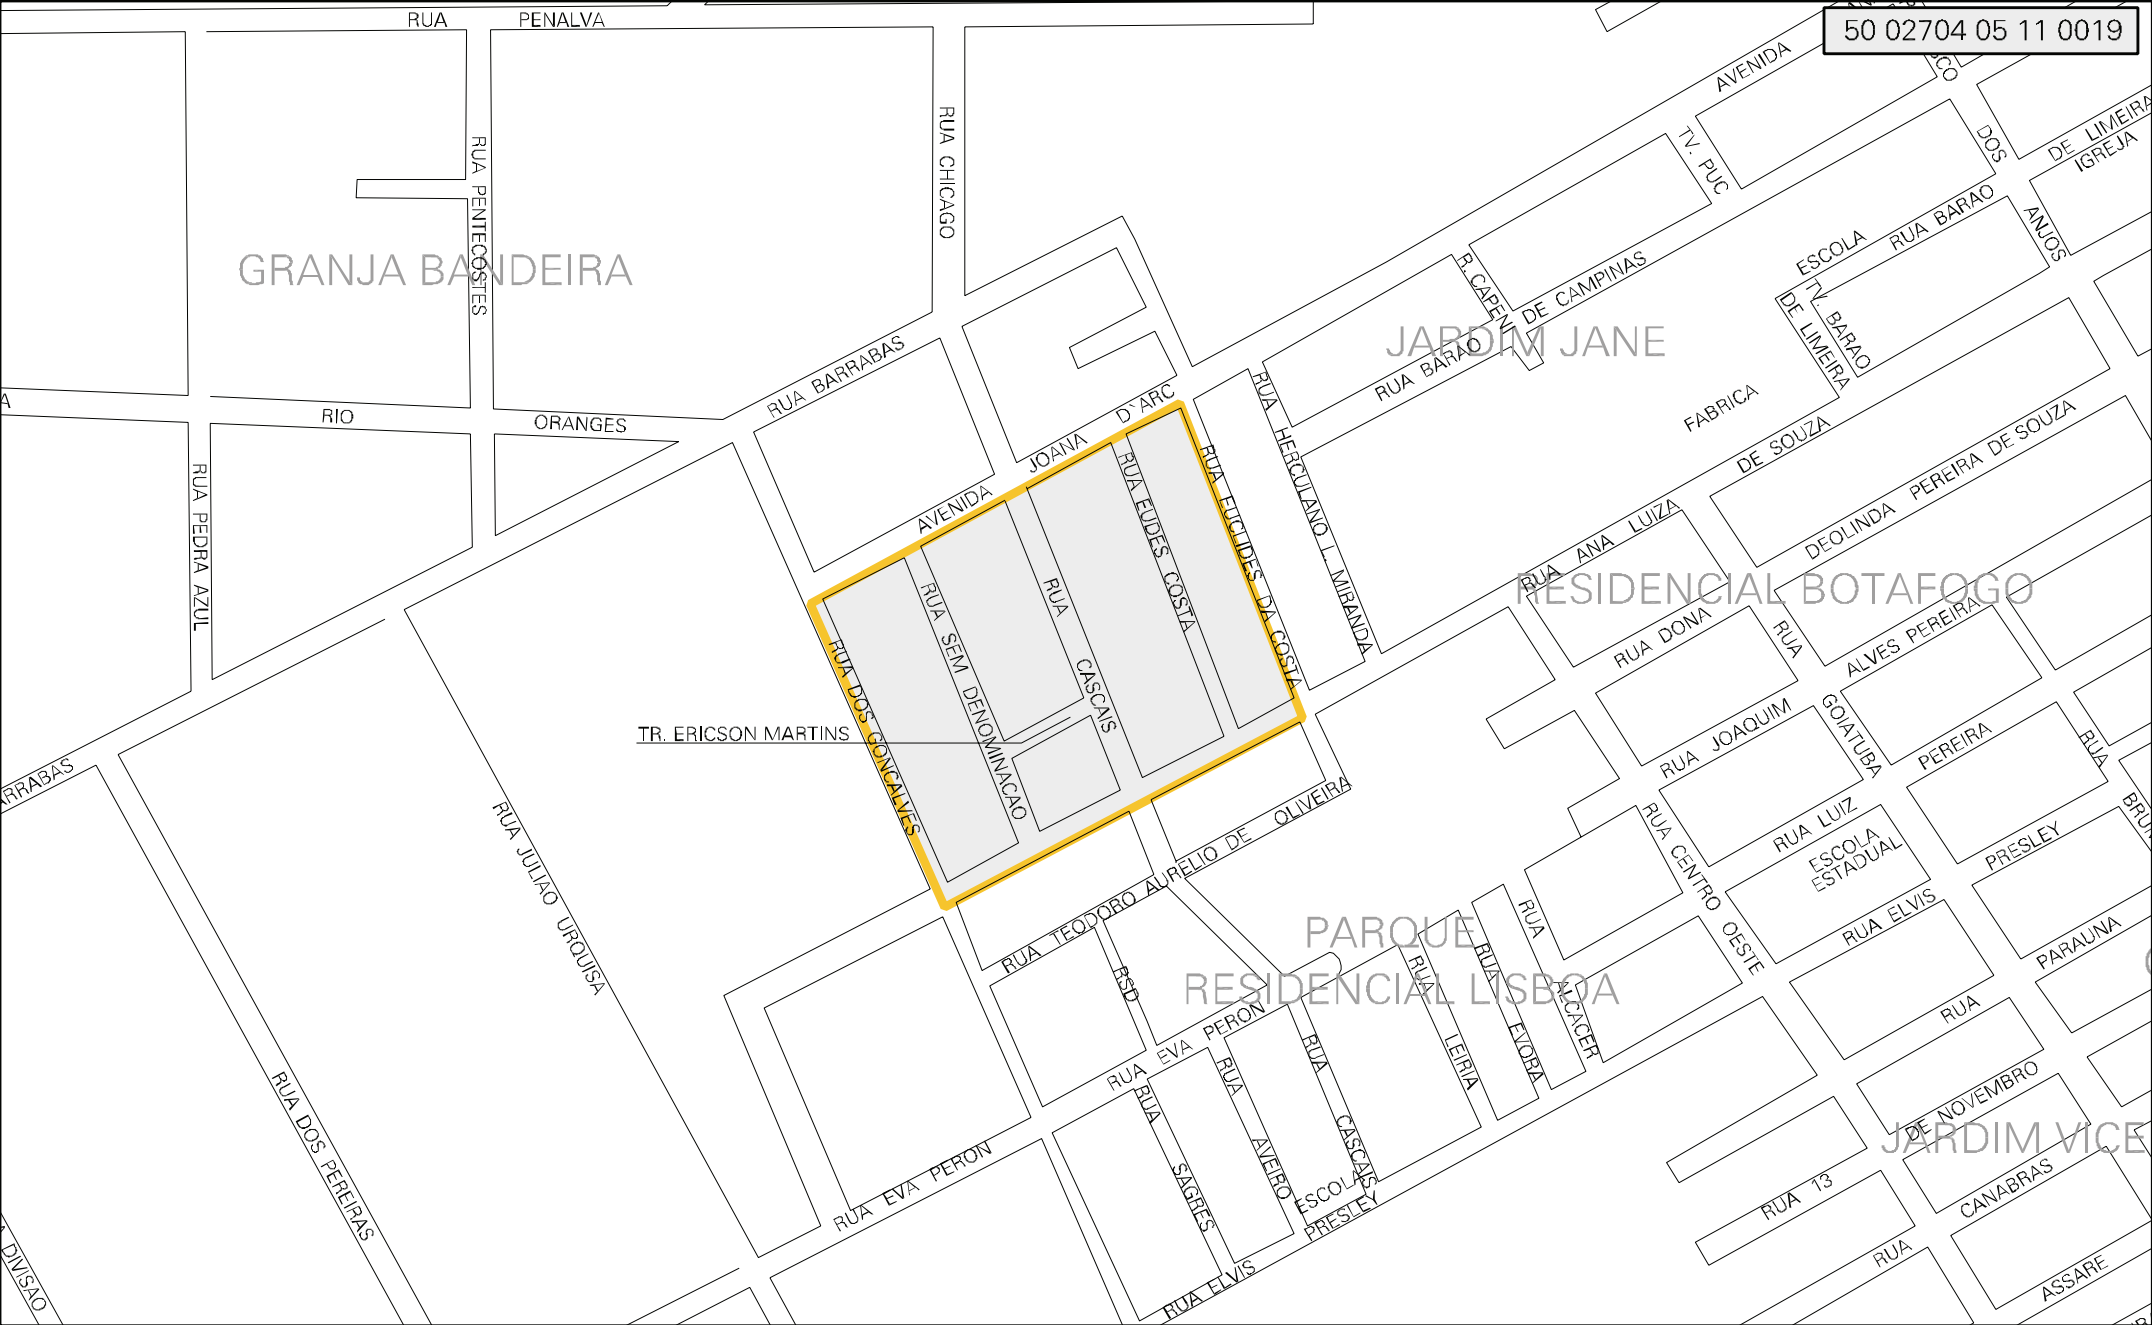 RUA PENALVA
50 02704 05 11 0019
AVENIDA
RUA PENTECOSTES
RUA CHICAGO
TV. PUC
DOS
ANJOS
DE LIMEIRA
IGREJA
GRANJA BANDEIRA
RUA BARAO
ESCOLA
R. CAPENI
DE CAMPINAS
JARDIM JANE
TV. BARAO
DE LIMEIRA
RUA BARRABAS
RUA BARAO
RIO ORANGES
AVENIDA JOANA D`ARC
FABRICA
RUA HERCULANO L. MIRANDA
RUA PEDRA AZUL
RUA EUCLIDES DA COSTA
RUA EUDES COSTA
RUA CASCAIS
RUA SEM DENOMINACAO
RUA DOS GONCALVES
TR. ERICSON MARTINS
RUA ANA LUIZA DE SOUZA
DEOLINDA PEREIRA DE SOUZA
RESIDENCIAL BOTAFOGO
RUA DONA
RUA GOIATUBA
ALVES PEREIRA
RUA JOAQUIM
PEREIRA
RUA
RUA LUIZ
ESCOLA
ESTADUAL
PRESLEY
RUA CENTRO OESTE
RUA ELVIS
PARAUNA
RUA
ARRABAS
RUA JULIAO URQUISA
RUA TEODORO AURELIO DE OLIVEIRA
PARQUE
RESIDENCIAL LISBOA
RSD
RUA LEIRIA
RUA EVORA
RUA ALCACER
RUA EVA PERON
RUA CASCAIS
RUA AVEIRO
RUA SAGRES
RUA EVA PERON
ESCOLA
RUA ELVIS PRESLEY
RUA DOS PEREIRAS
DIVISAO
DE NOVEMBRO
JARDIM VICE
RUA 13
CANABRAS
RUA
ASSARE